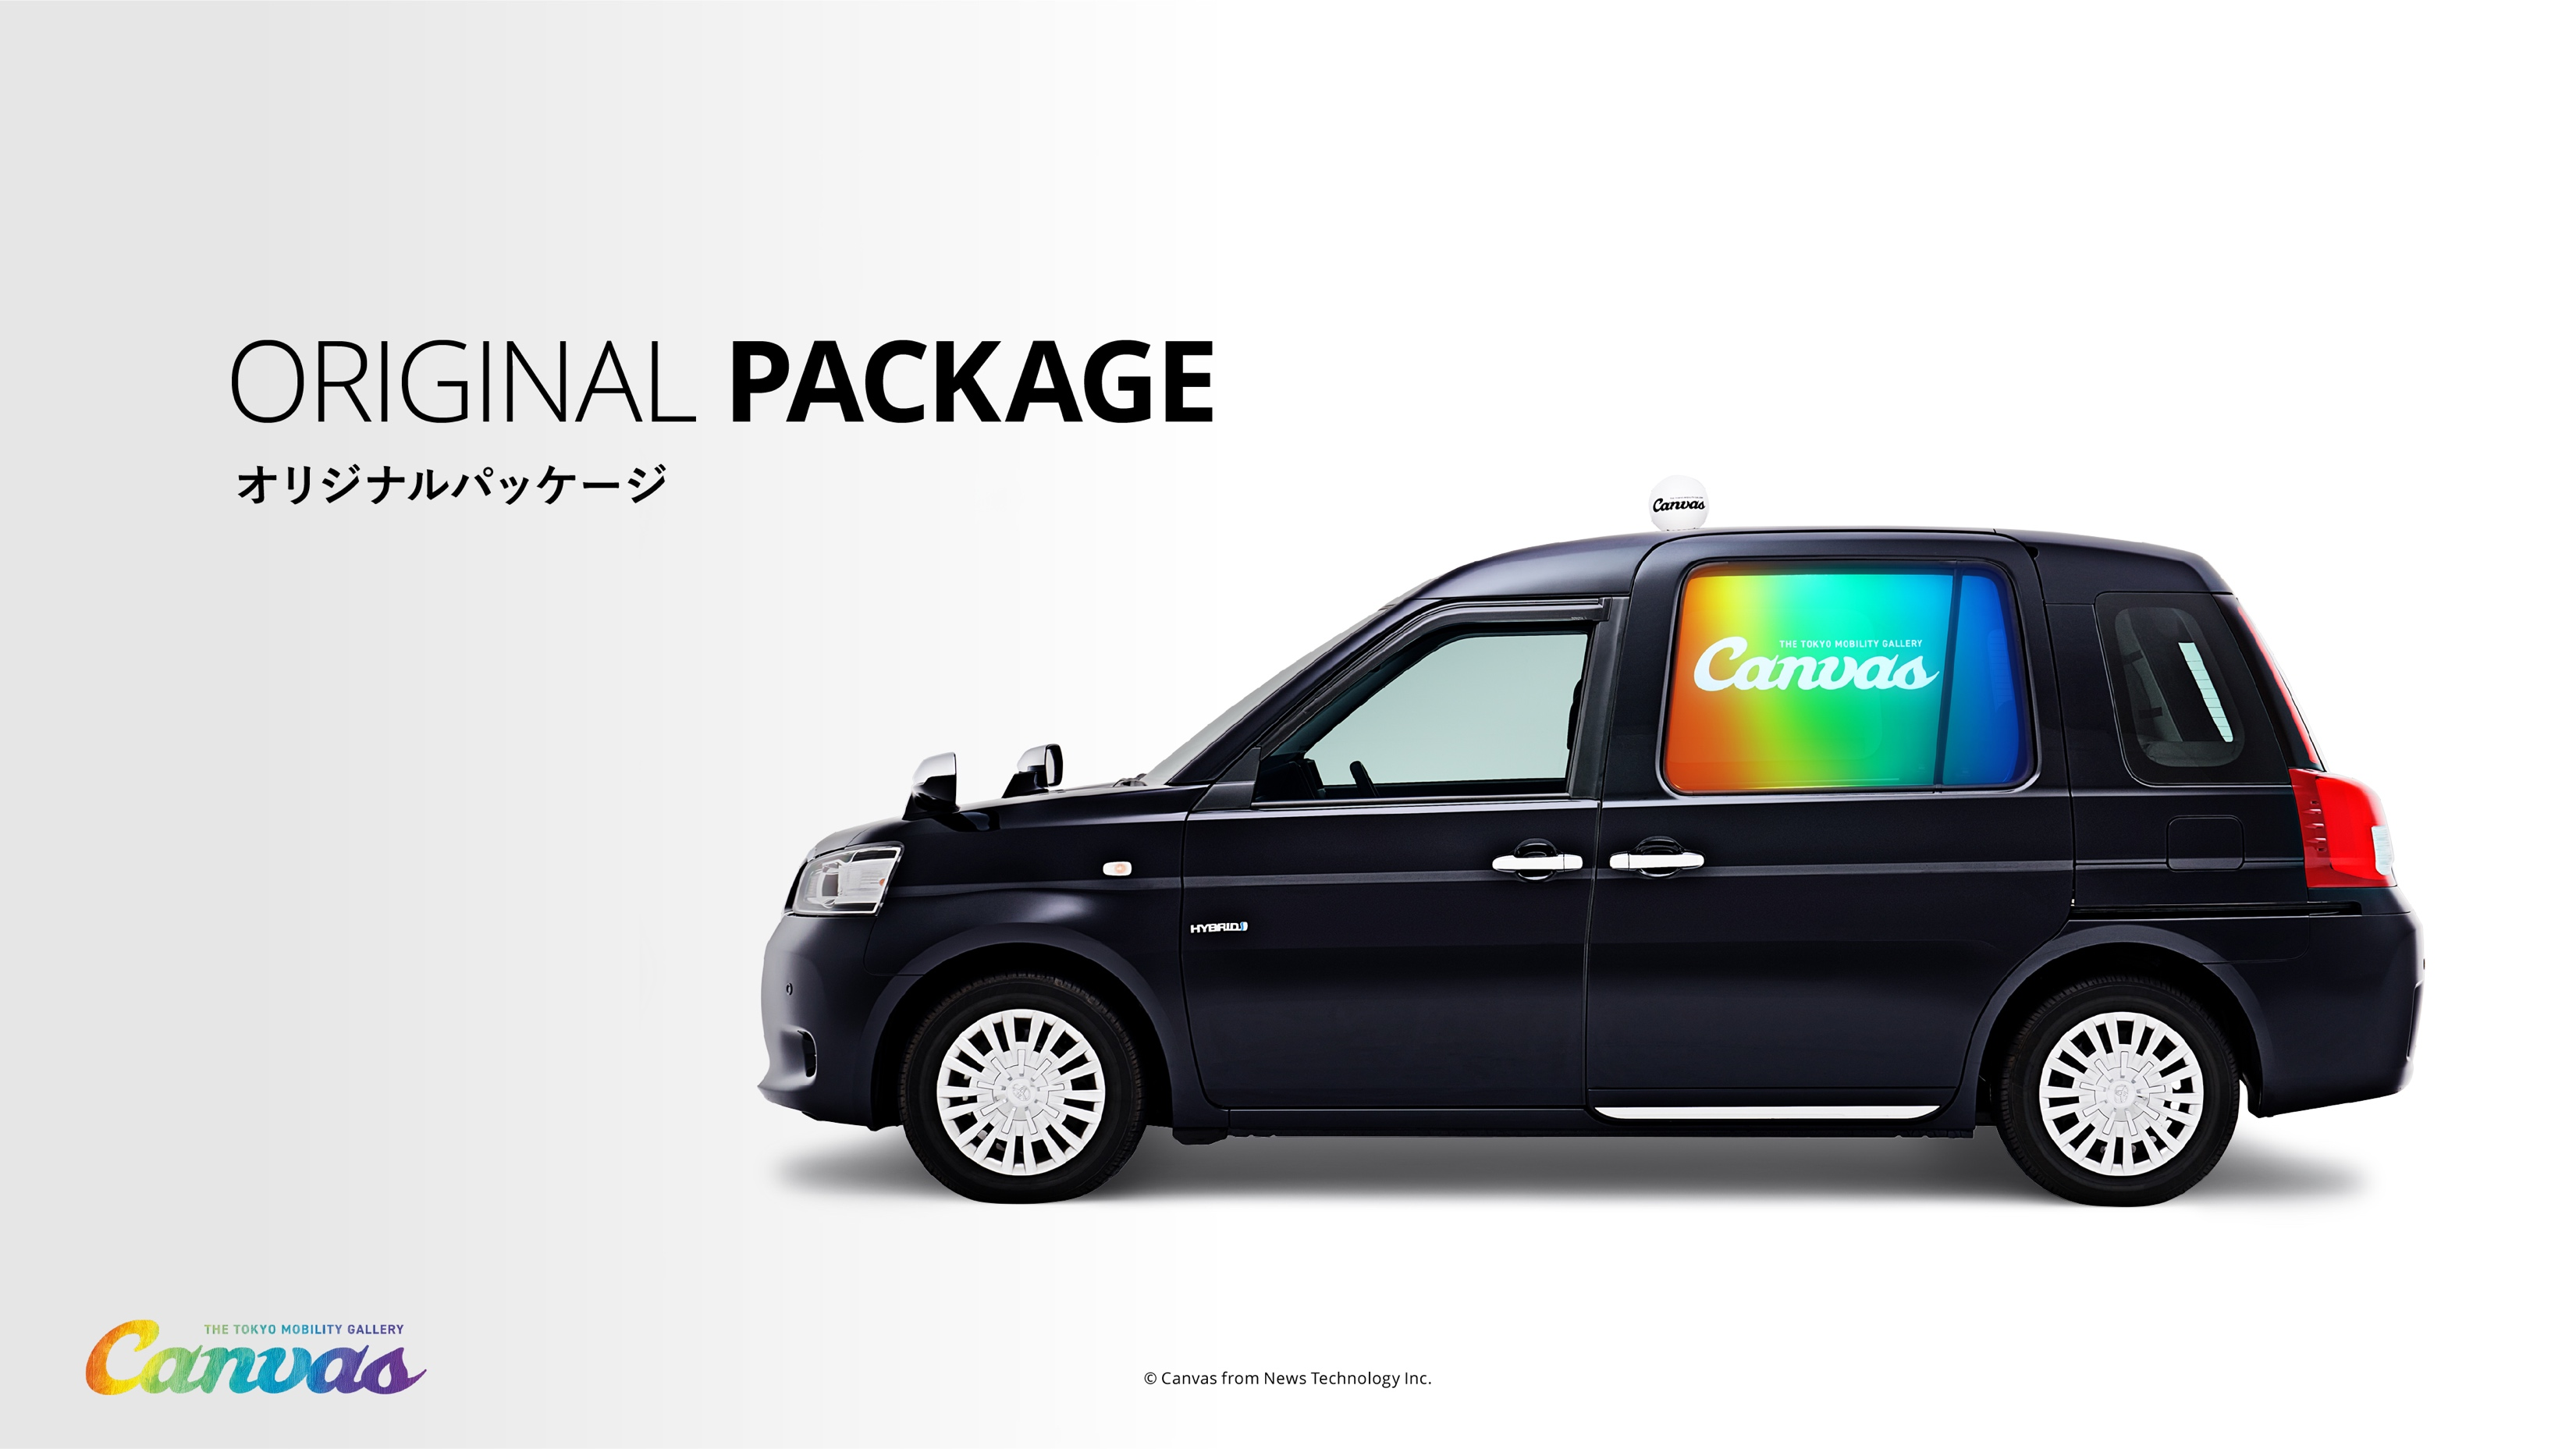 ORIGINAL PACKAGE
オリジナルパッケージ
Canvas
THE TOKYO MOBILITY GALLERY
Canvas
HYBRID
THE TOKYO MOBILITY GALLERY
Canvas
© Canvas from News Technology Inc.